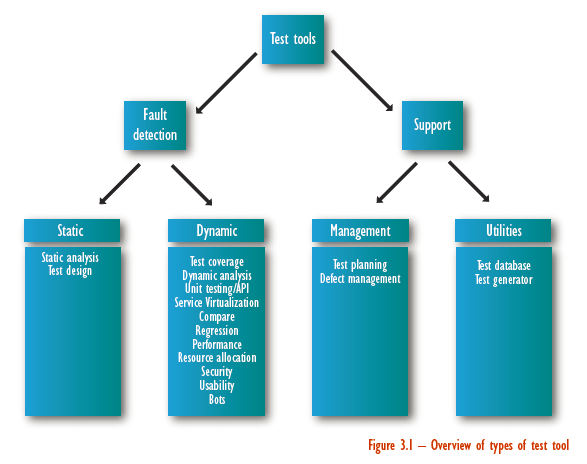 Test tools
Fault
detection
Support
Static
Static analysis
Test design
Dynamic
Test coverage
Dynamic analysis
Unit testing/API
Service Virtualization
Compare
Regression
Performance
Resource allocation
Security
Usability
Bots
Management
Test planning
Defect management
Utilities
Test database
Test generator
Figure 3.1 – Overview of types of test tool